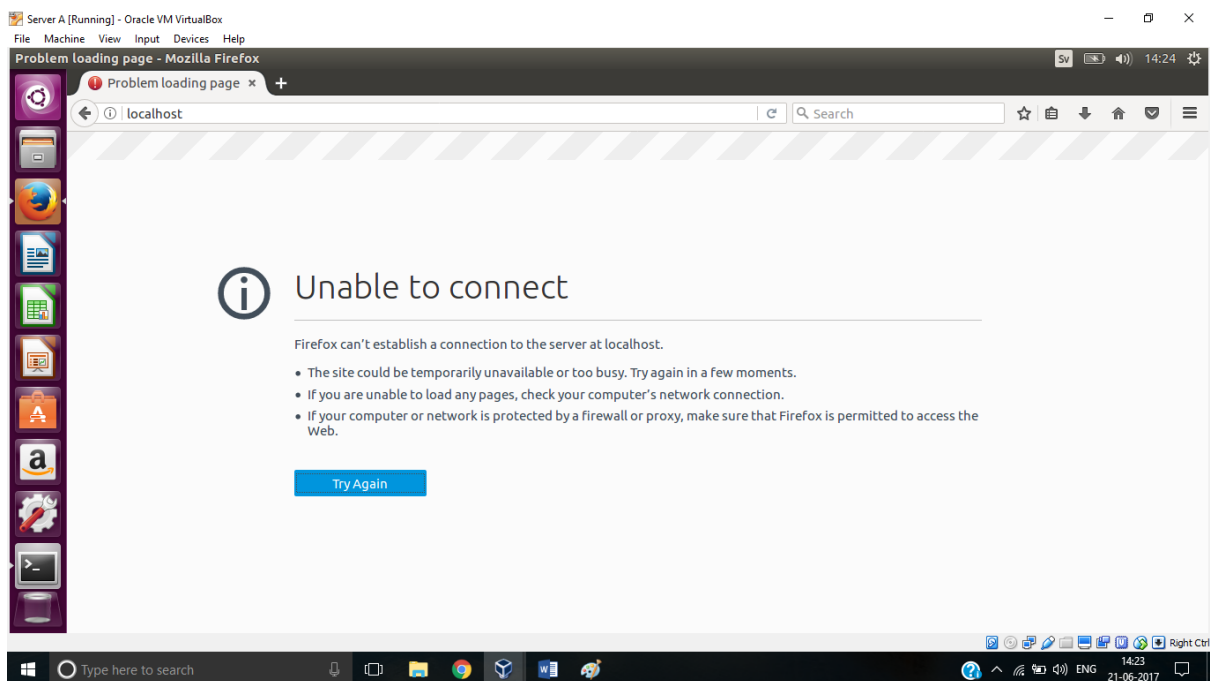 Server A [Running] - Oracle VM VirtualBox
File Machine View Input Devices Help
Problem loading page - Mozilla Firefox
Sv 14:24
Problem loading page × +
localhost
Search
Unable to connect
Firefox can't establish a connection to the server at localhost.
• The site could be temporarily unavailable or too busy. Try again in a few moments.
• If you are unable to load any pages, check your computer's network connection.
• If your computer or network is protected by a firewall or proxy, make sure that Firefox is permitted to access the
Web.
Try Again
Right Ctrl
Type here to search
ENG
14:23
21-06-2017